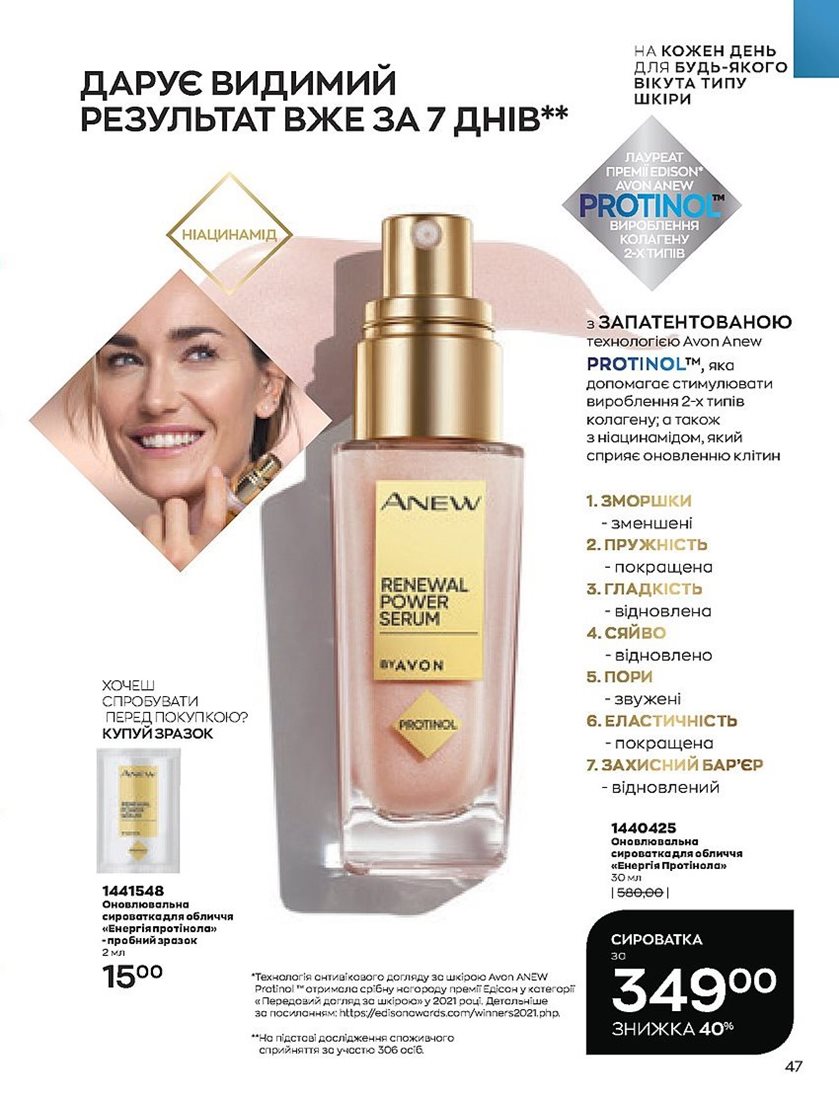 ДАРУЄ ВИДИМИЙ
РЕЗУЛЬТАТ ВЖЕ ЗА 7 ДНІВ**
НА КОЖЕН ДЕНЬ
ДЛЯ БУДЬ-ЯКОГО
ВІКУТА ТИПУ
ШКІРИ
ЛАУРЕАТ
ПРЕМІЇ EDISON*
AVON ANEW
PROTINOL™
ВИРОБЛЕННЯ
КОЛАГЕНУ
2-Х ТИПІВ
НІАЦИНАМІД
з ЗАПАТЕНТОВАНОЮ
технологією Avon Anew
PROTINOL™, яка
допомагає стимулювати
вироблення 2-х типів
колагену; а також
з ніацинамідом, який
сприяє оновленню клітин
ANEW
RENEWAL
POWER
SERUM
BY AVON
PROTINOL
1. ЗМОРШКИ
- зменшені
2. ПРУЖНІСТЬ
- покращена
3. ГЛАДКІСТЬ
- відновлена
4. СЯЙВО
- відновлено
5. ПОРИ
- звужені
6. ЕЛАСТИЧНІСТЬ
- покращена
7. ЗАХИСНИЙ БАР’ЄР
- відновлений
ХОЧЕШ
СПРОБУВАТИ
ПЕРЕД ПОКУПКОЮ?
КУПУЙ ЗРАЗОК
ANEW
RENEWAL
POWER
SERUM
1441548
Оновлювальна
сироватка для обличчя
«Енергія протінола»
- пробний зразок
2 мл
15⁰⁰
1440425
Оновлювальна
сироватка для обличчя
«Енергія Протінола»
30 мл
| 580,00 |
СИРОВАТКА
за
349⁰⁰
ЗНИЖКА 40%
*Технологія антивікового догляду за шкірою Avon ANEW
Protinol ™ отримала срібну нагороду премії Едісон у категорії
«Передовий догляд за шкірою» у 2021 році. Детальніше
за посиланням: https://edisonawards.com/winners2021.php.
**На підстові дослідження споживчого
сприйняття за участю 306 осіб.
47